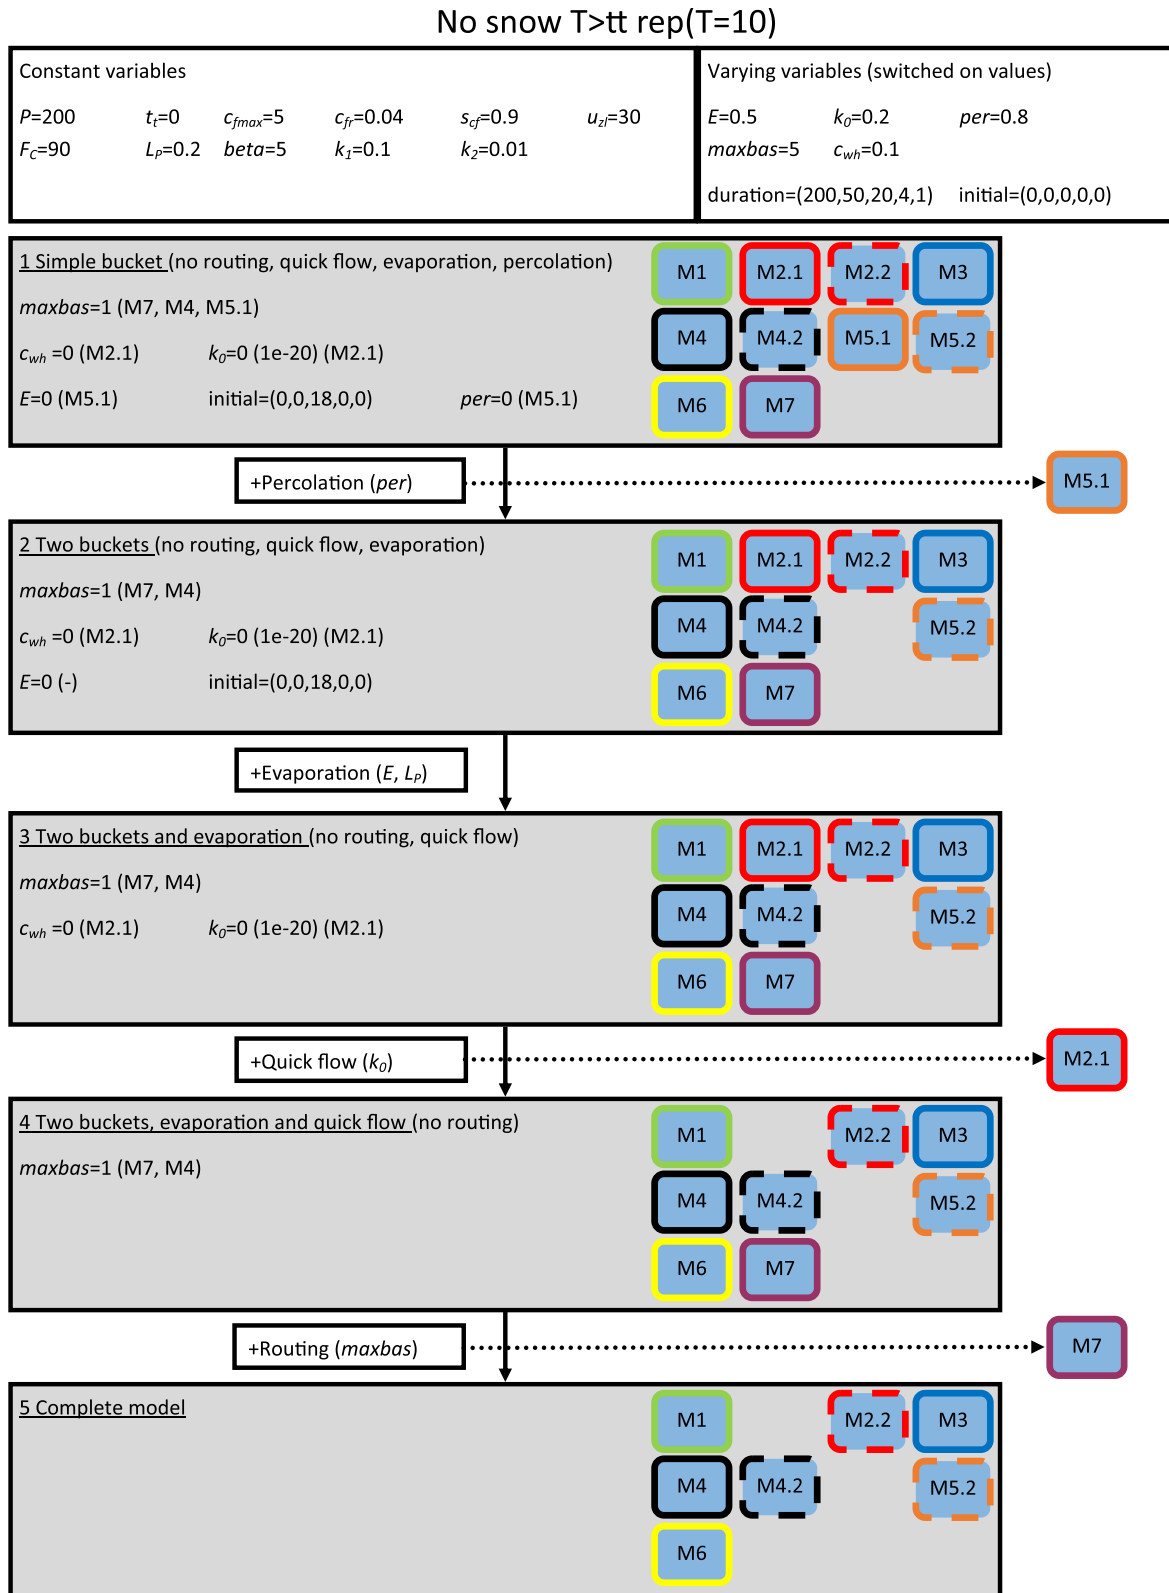 No snow T>tt rep(T=10)
Constant variables
P=200 tt=0 cfmax=5 cfr=0.04 scf=0.9 uzl=30
FC=90 LP=0.2 beta=5 k1=0.1 k2=0.01
Varying variables (switched on values)
E=0.5 k0=0.2 per=0.8
maxbas=5 cwh=0.1
duration=(200,50,20,4,1) initial=(0,0,0,0,0)
1 Simple bucket (no routing, quick flow, evaporation, percolation)
maxbas=1 (M7, M4, M5.1)
cwh =0 (M2.1) k0=0 (1e-20) (M2.1)
E=0 (M5.1) initial=(0,0,18,0,0) per=0 (M5.1)
M1 M2.1 M2.2 M3
M4 M4.2 M5.1 M5.2
M6 M7
+Percolation (per) M5.1
2 Two buckets (no routing, quick flow, evaporation)
maxbas=1 (M7, M4)
cwh =0 (M2.1) k0=0 (1e-20) (M2.1)
E=0 (-) initial=(0,0,18,0,0)
M1 M2.1 M2.2 M3
M4 M4.2 M5.2
M6 M7
+Evaporation (E, LP)
3 Two buckets and evaporation (no routing, quick flow)
maxbas=1 (M7, M4)
cwh =0 (M2.1) k0=0 (1e-20) (M2.1)
M1 M2.1 M2.2 M3
M4 M4.2 M5.2
M6 M7
+Quick flow (k0) M2.1
4 Two buckets, evaporation and quick flow (no routing)
maxbas=1 (M7, M4)
M1 M2.2 M3
M4 M4.2 M5.2
M6 M7
+Routing (maxbas) M7
5 Complete model
M1 M2.2 M3
M4 M4.2 M5.2
M6